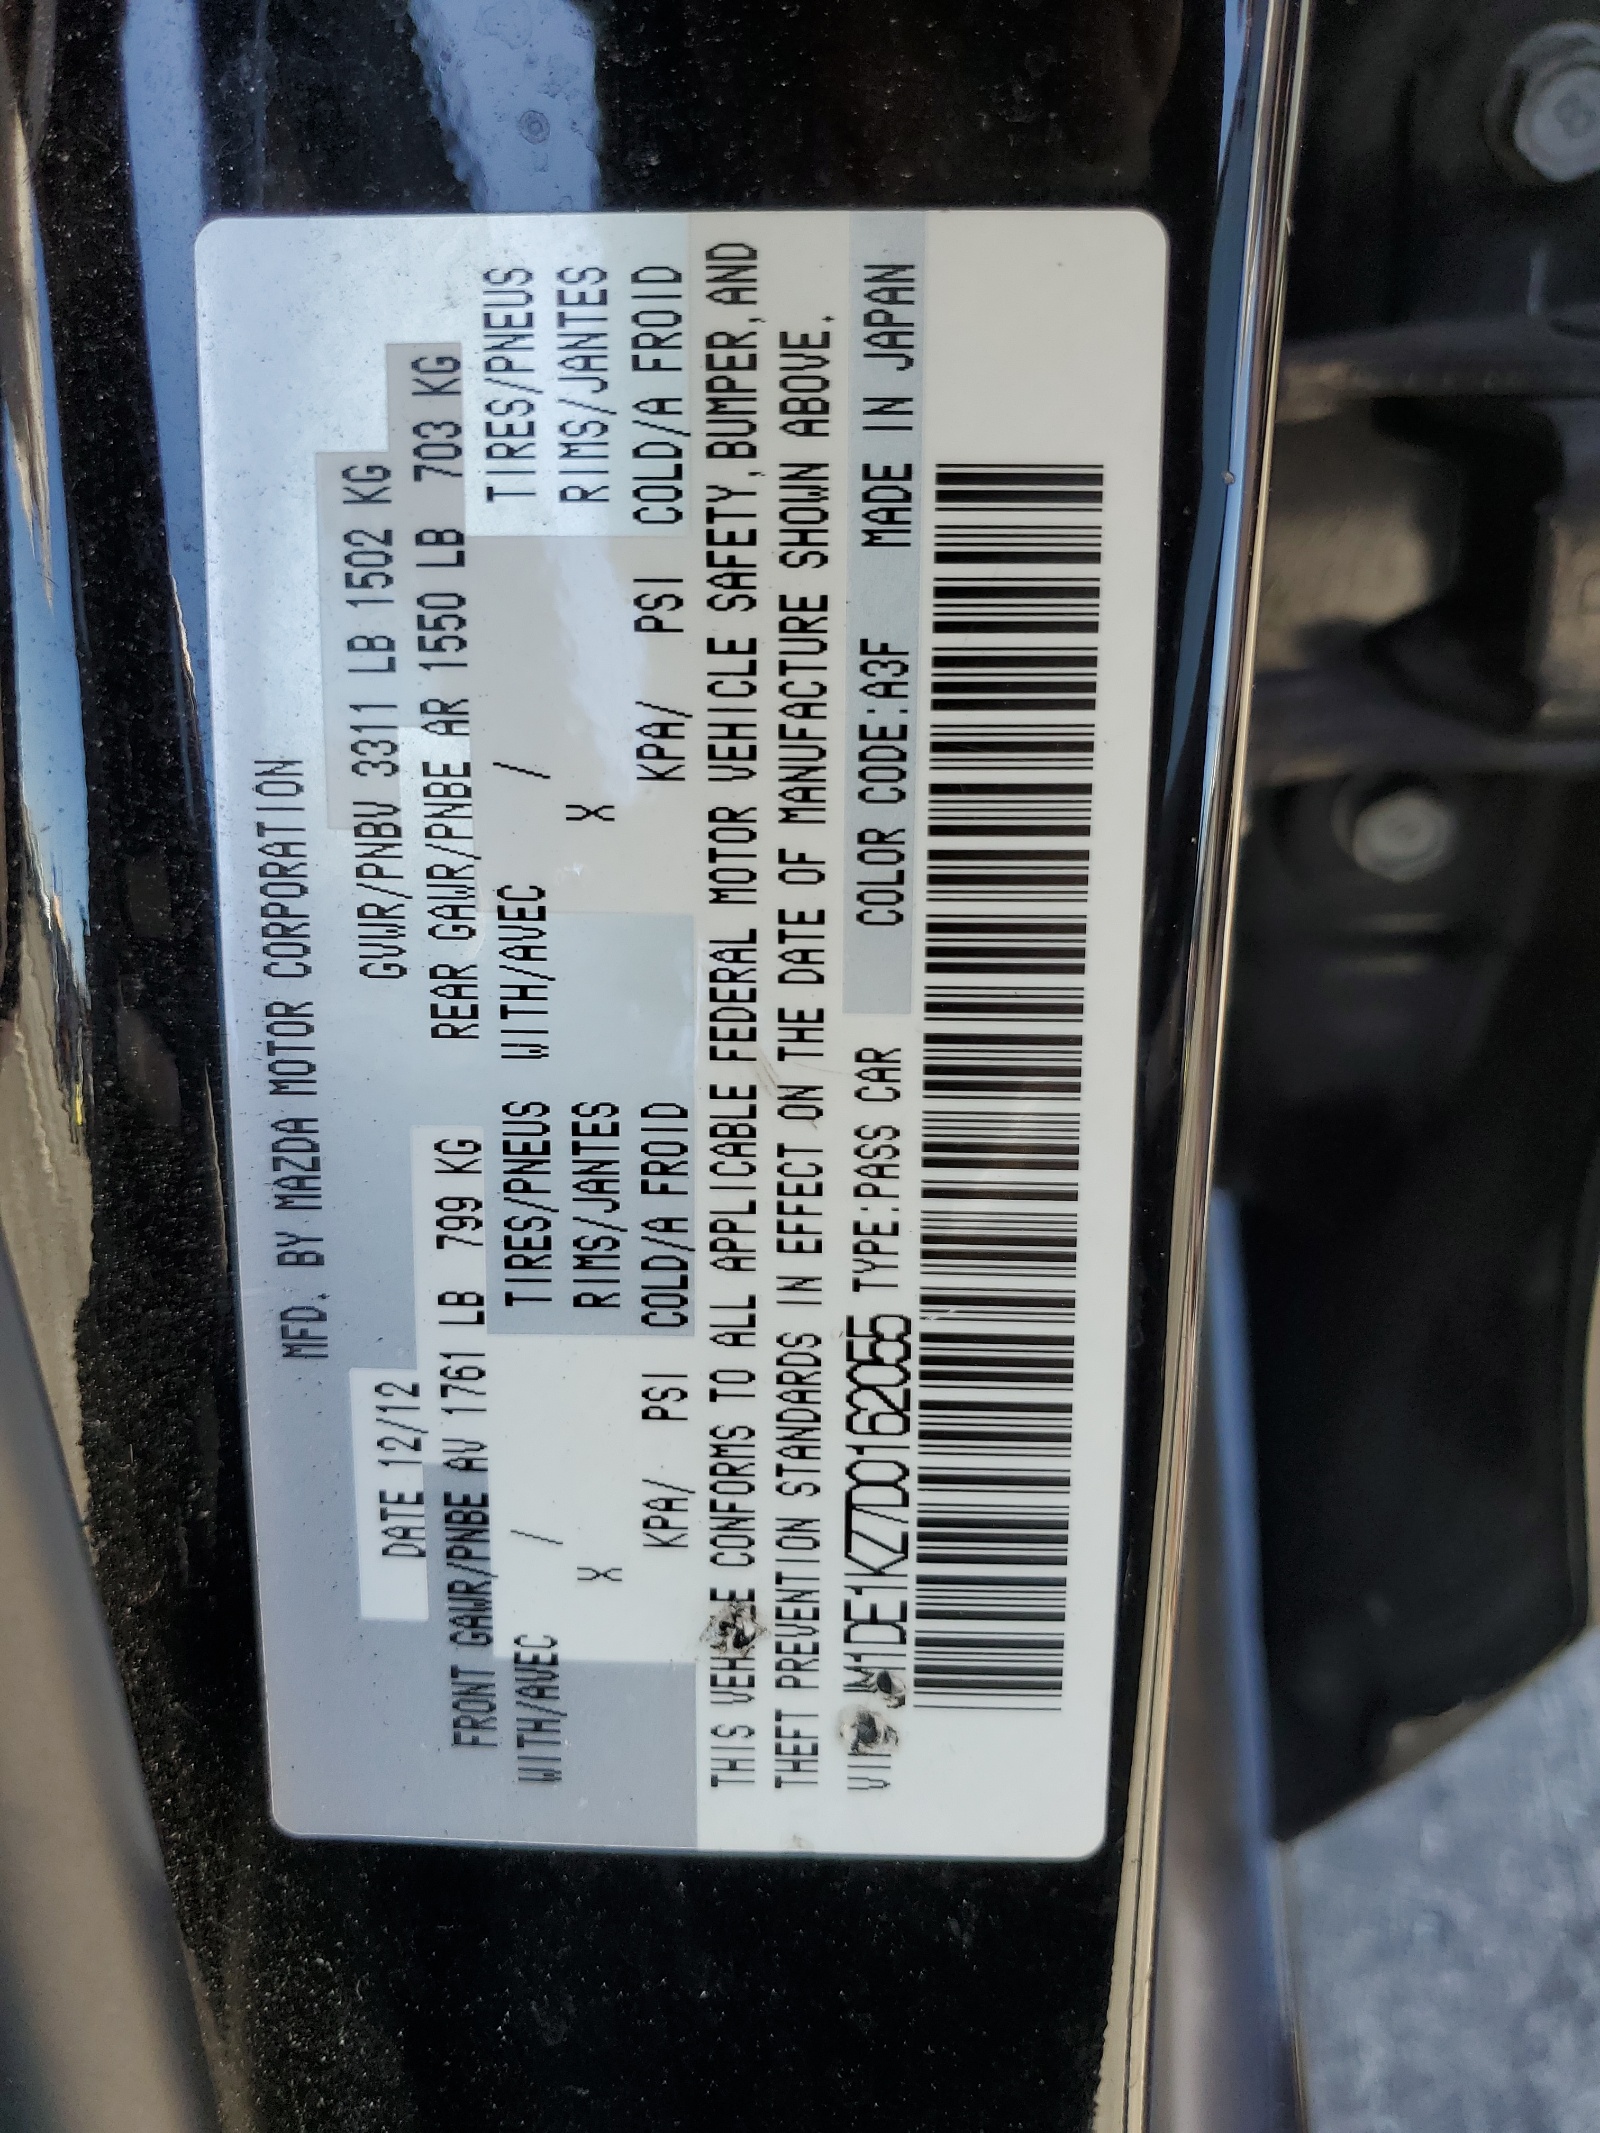 MFD. BY MAZDA MOTOR CORPORATION
DATE 12/12 GVWR/PNBV 3311 LB 1502 KG
FRONT GAWR/PNBE AV 1761 LB 799 KG REAR GAWR/PNBE AR 1550 LB 703 KG
WITH/AVEC / TIRES/PNEUS WITH/AVEC / TIRES/PNEUS
X RIMS/JANTES X RIMS/JANTES
KPA/ PSI COLD/A FROID KPA/ PSI COLD/A FROID
THIS VEHICLE CONFORMS TO ALL APPLICABLE FEDERAL MOTOR VEHICLE SAFETY,BUMPER,AND
THEFT PREVENTION STANDARDS IN EFFECT ON THE DATE OF MANUFACTURE SHOWN ABOVE.
VIN: JM1DE1KZ7D0162055 TYPE:PASS CAR COLOR CODE:A3F MADE IN JAPAN